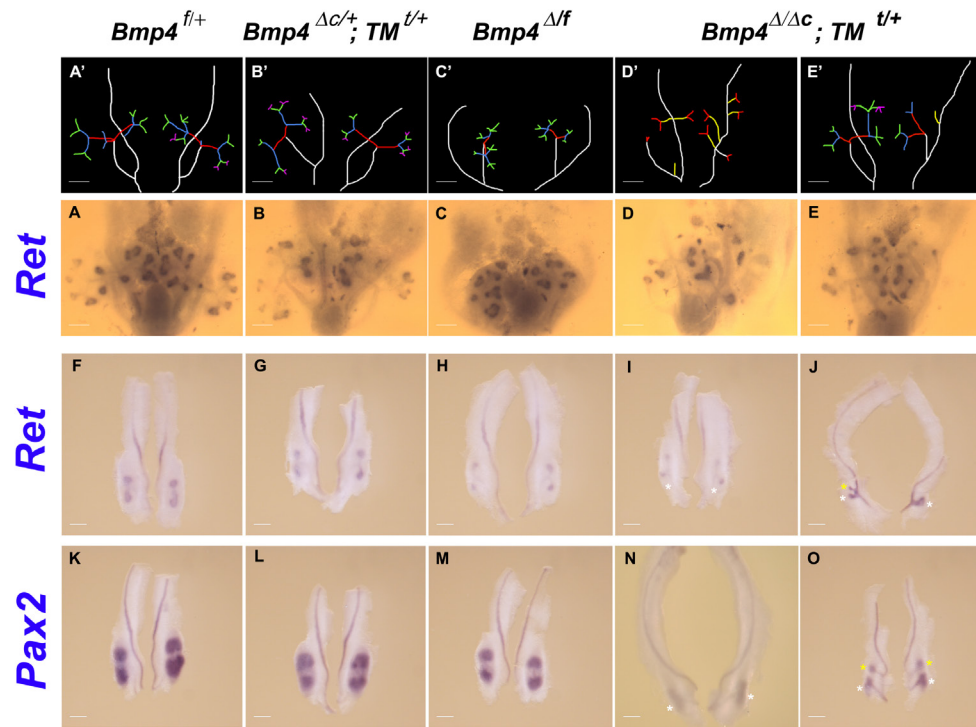 Bmp4 f/+ Bmp4 Δc/+; TM t/+ Bmp4 Δ/f Bmp4 Δ/Δc; TM t/+
A' B' C' D' E'
Ret
A B C D E
Ret
F G H I J
* * * * *
Pax2
K L M N O
* * * * * *